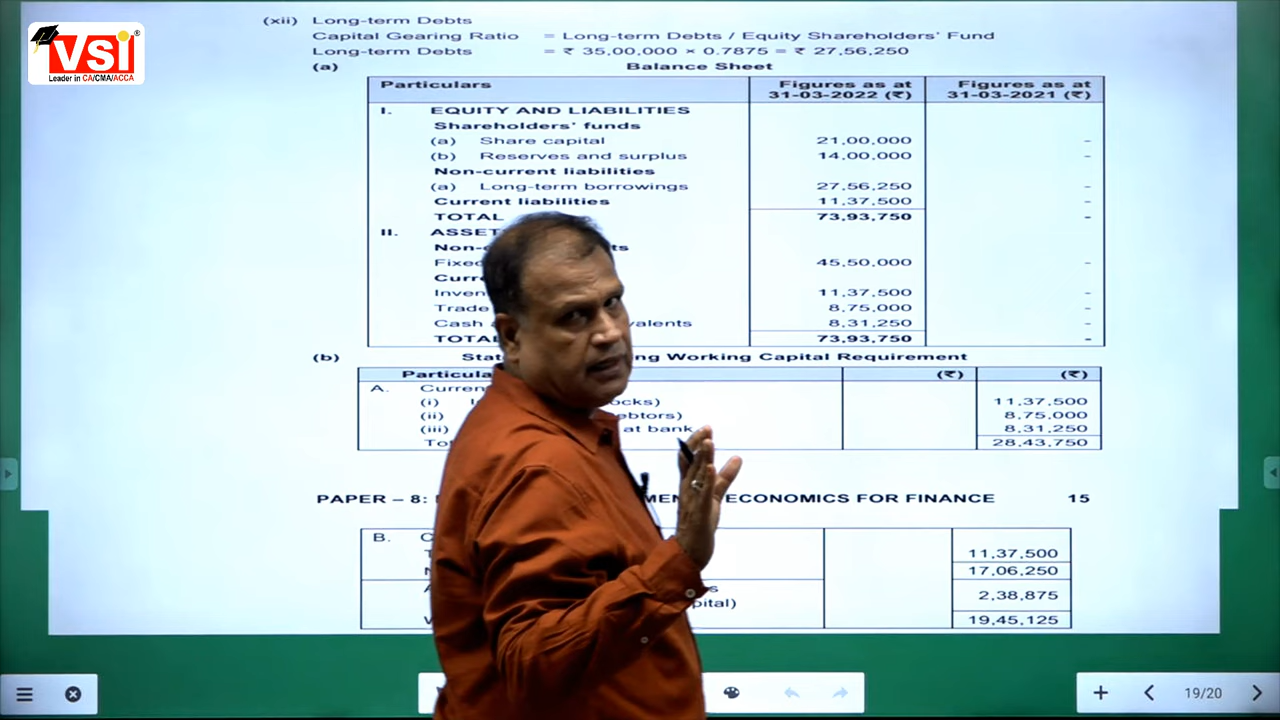 VSI®
Leader in CA/CMA/ACCA
(xii) Long-term Debts
Capital Gearing Ratio = Long-term Debts / Equity Shareholders' Fund
Long-term Debts = ₹ 35,00,000 × 0.7875 = ₹ 27,56,250
(a) Balance Sheet
Particulars Figures as at 31-03-2022 (₹) Figures as at 31-03-2021 (₹)
I. EQUITY AND LIABILITIES
Shareholders' funds
(a) Share capital 21,00,000 -
(b) Reserves and surplus 14,00,000 -
Non-current liabilities
(a) Long-term borrowings 27,56,250 -
Current liabilities 11,37,500 -
TOTAL 73,93,750 -
II.
45,50,000 -
11,37,500 -
Trade 8,75,000 -
Cash 8,31,250 -
73,93,750 -
(b) Working Capital Requirement
(₹) (₹)
A.
(i) 11,37,500
(ii) 8,75,000
(iii) at bank 8,31,250
28,43,750
PAPER – 8: ECONOMICS FOR FINANCE 15
B.
11,37,500
17,06,250
2,38,875
19,45,125
19/20